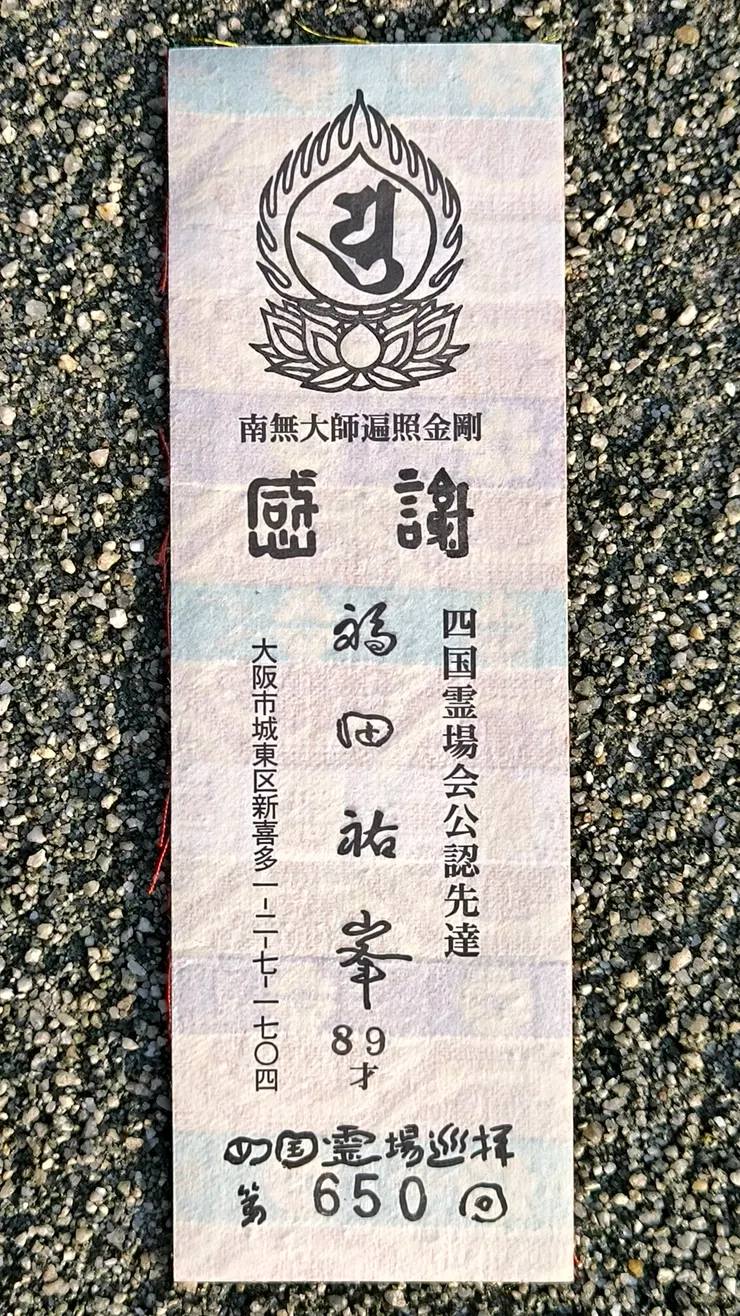 南無大師遍照金剛
感謝
四国霊場会公認先達
福田祐峯
89才
大阪市城東区新喜多一-二-七-一七〇四
四国霊場巡拝
第650回